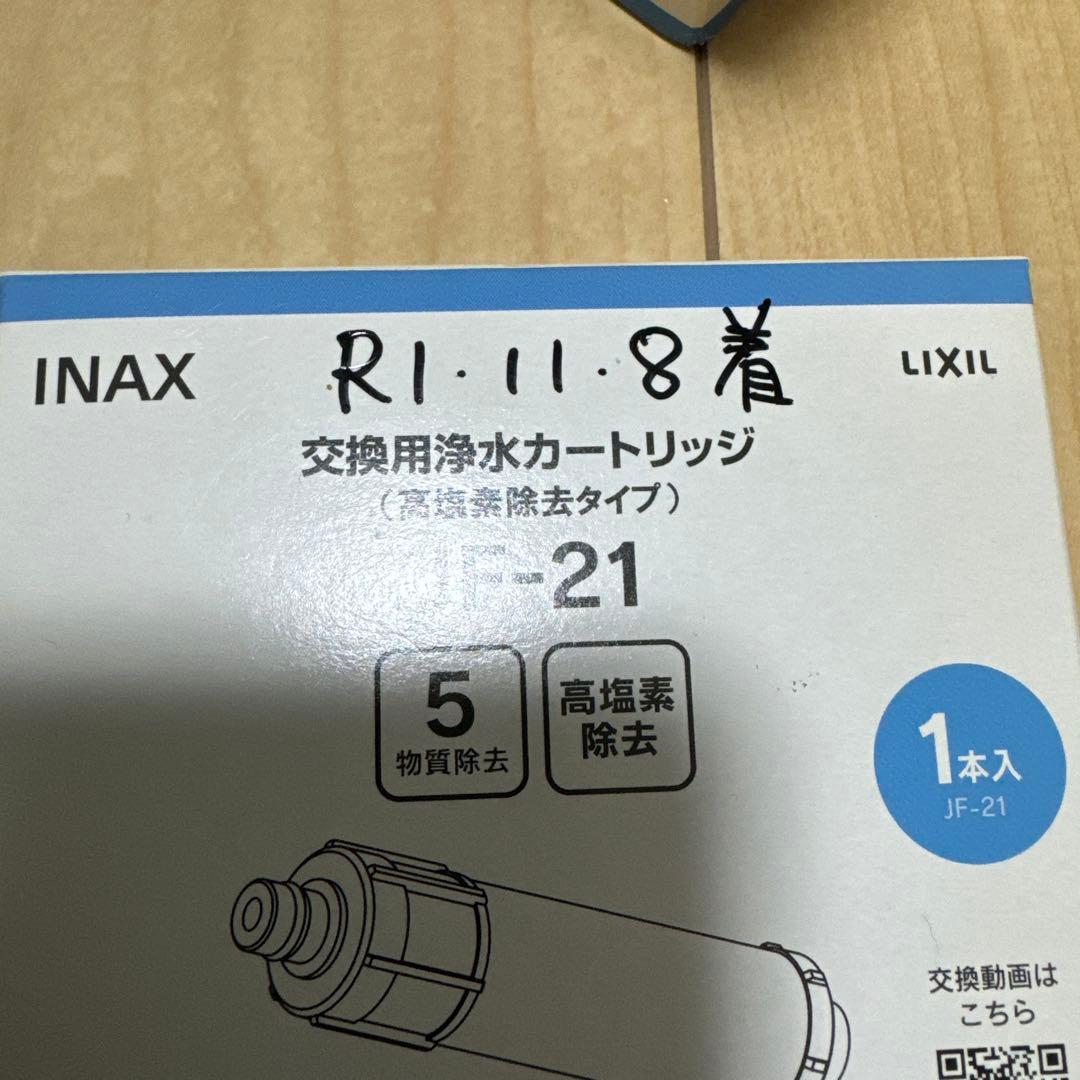 INAX R1・11・8着 LIXIL
交換用浄水カートリッジ
(高塩素除去タイプ)
JF-21
5
物質除去
高塩素
除去
1本入
JF-21
交換動画は
こちら